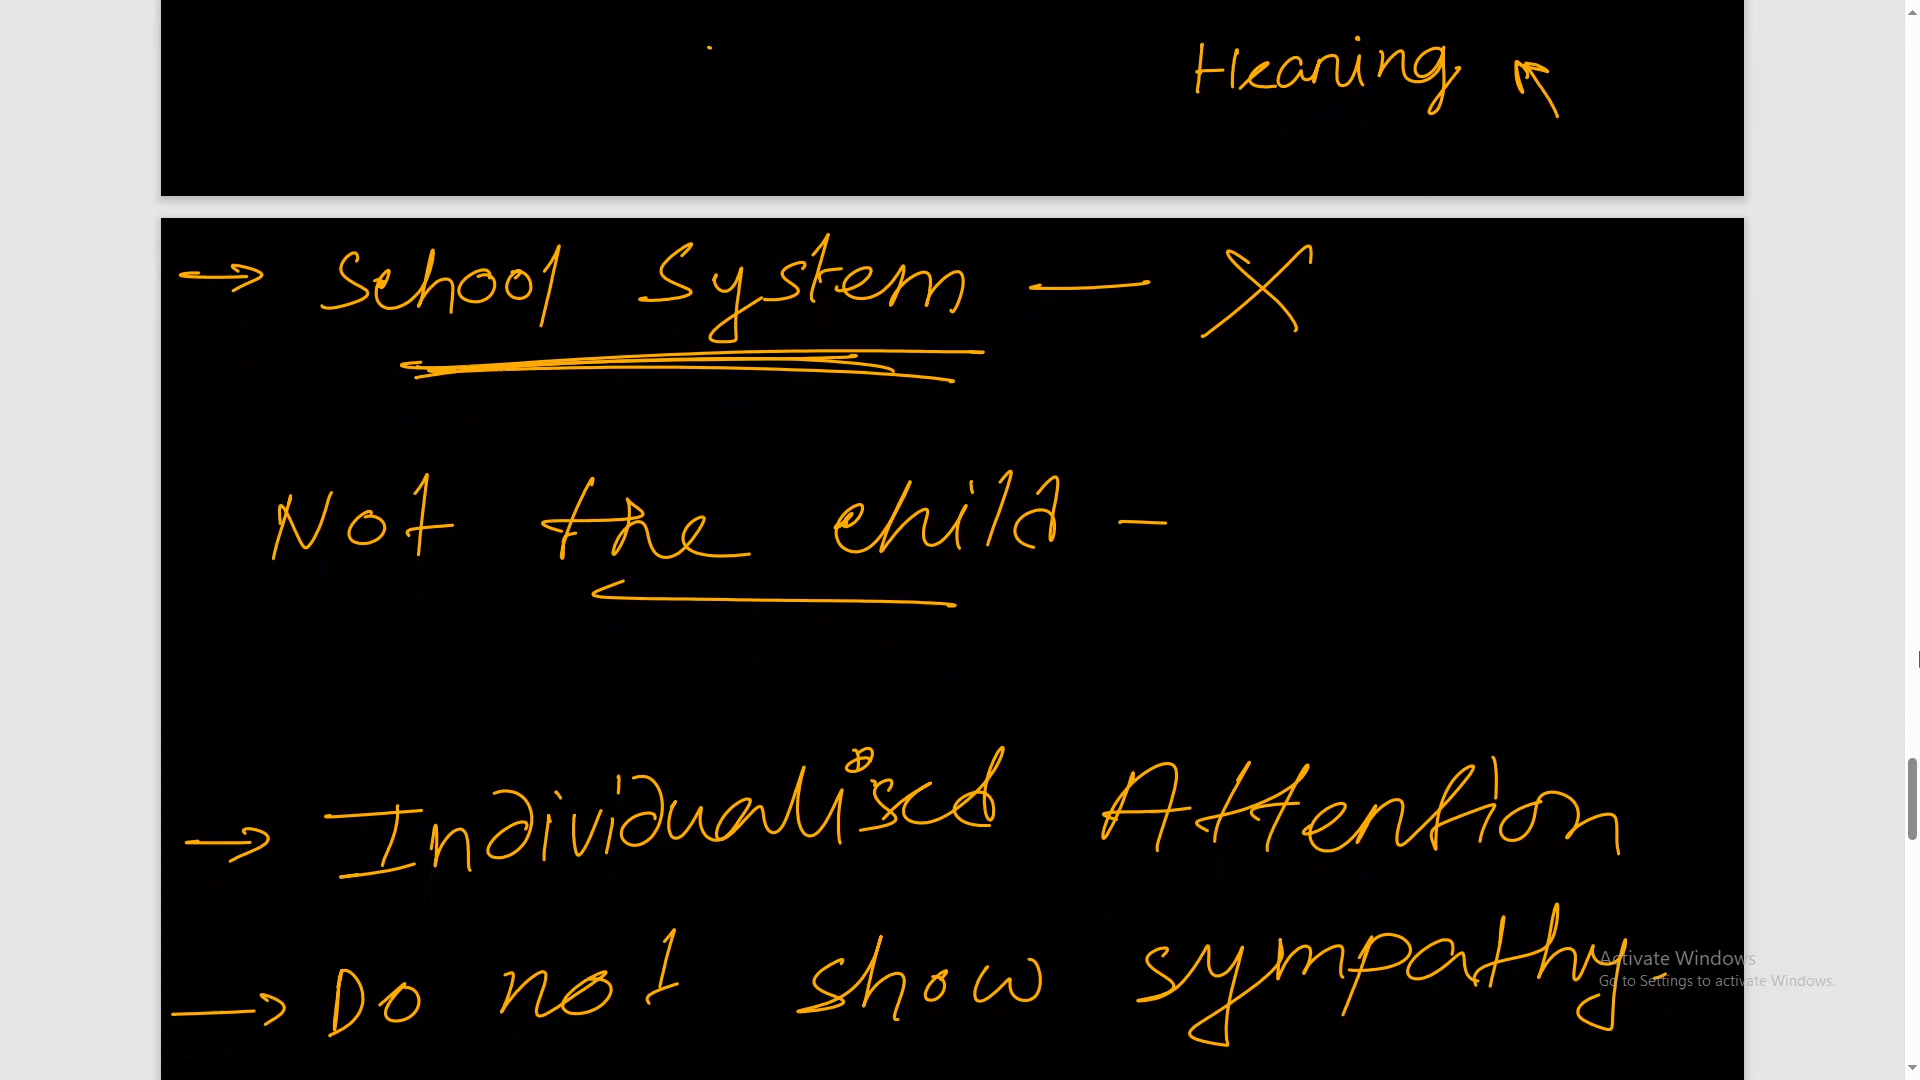 Hearing
→ School System — X
Not the child -
→ Individualised Attention
→ Do not show sympathy.
Activate Windows
Go to Settings to activate Windows.